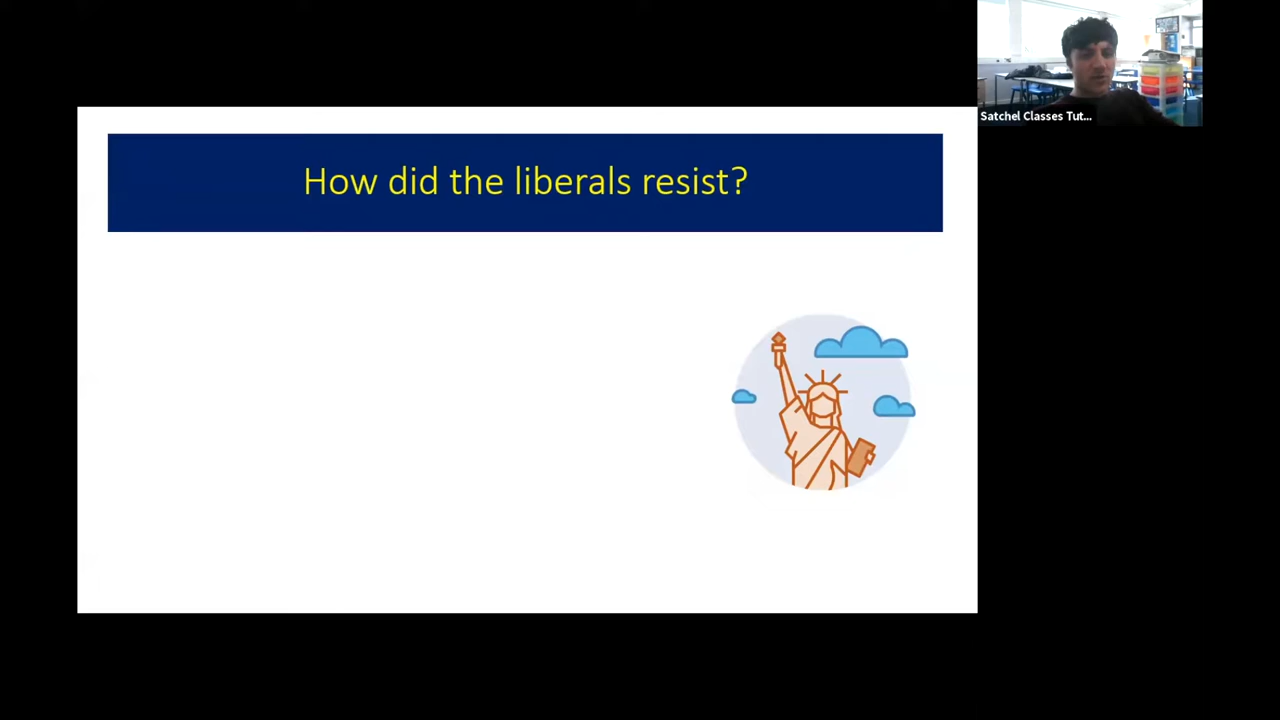 Satchel Classes Tut...
How did the liberals resist?